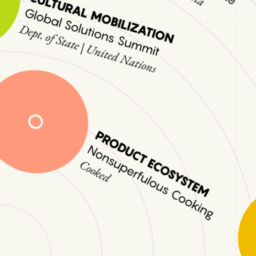 CULTURAL MOBILIZATION
Global Solutions Summit
Dept. of State | United Nations
PRODUCT ECOSYSTEM
Nonsuperfulous Cooking
Cooked